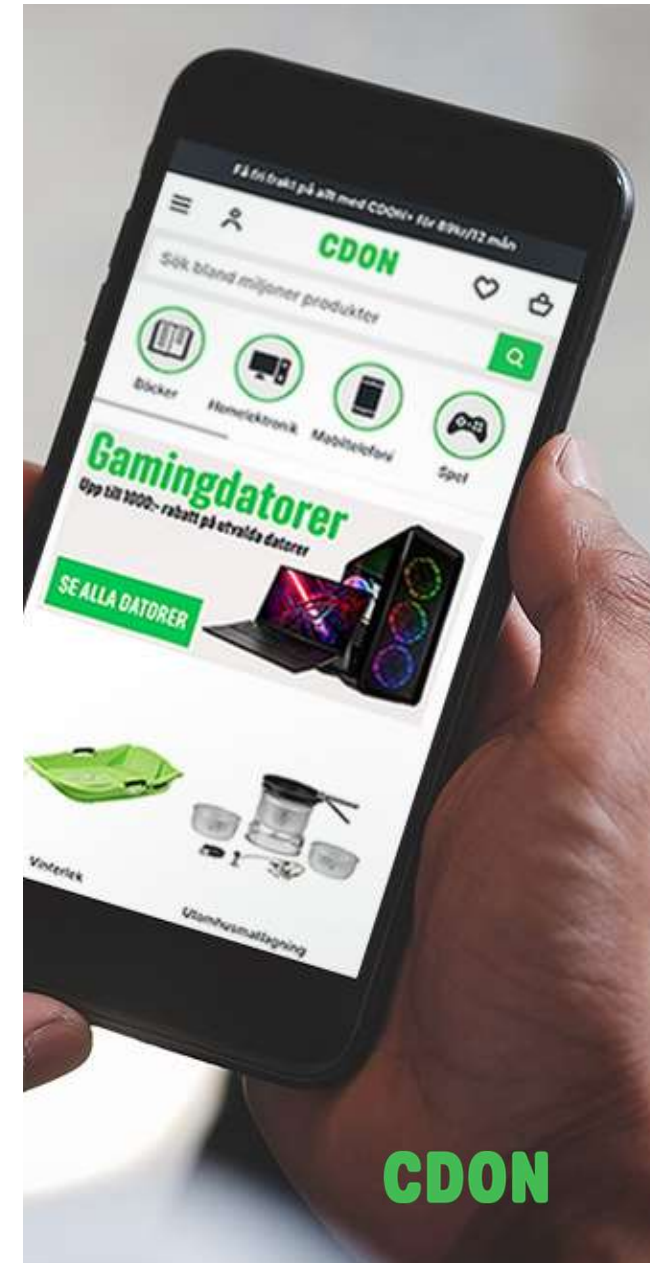 Få fri frakt på allt med CDON+ för 89kr/12 mån
CDON
Sök bland miljoner produkter
Böcker
Hemelektronik
Mobiltelefoni
Spel
Gamingdatorer
Upp till 1000:- rabatt på utvalda datorer
SE ALLA DATORER
Vinterlek
Utomhusmatlagning
CDON